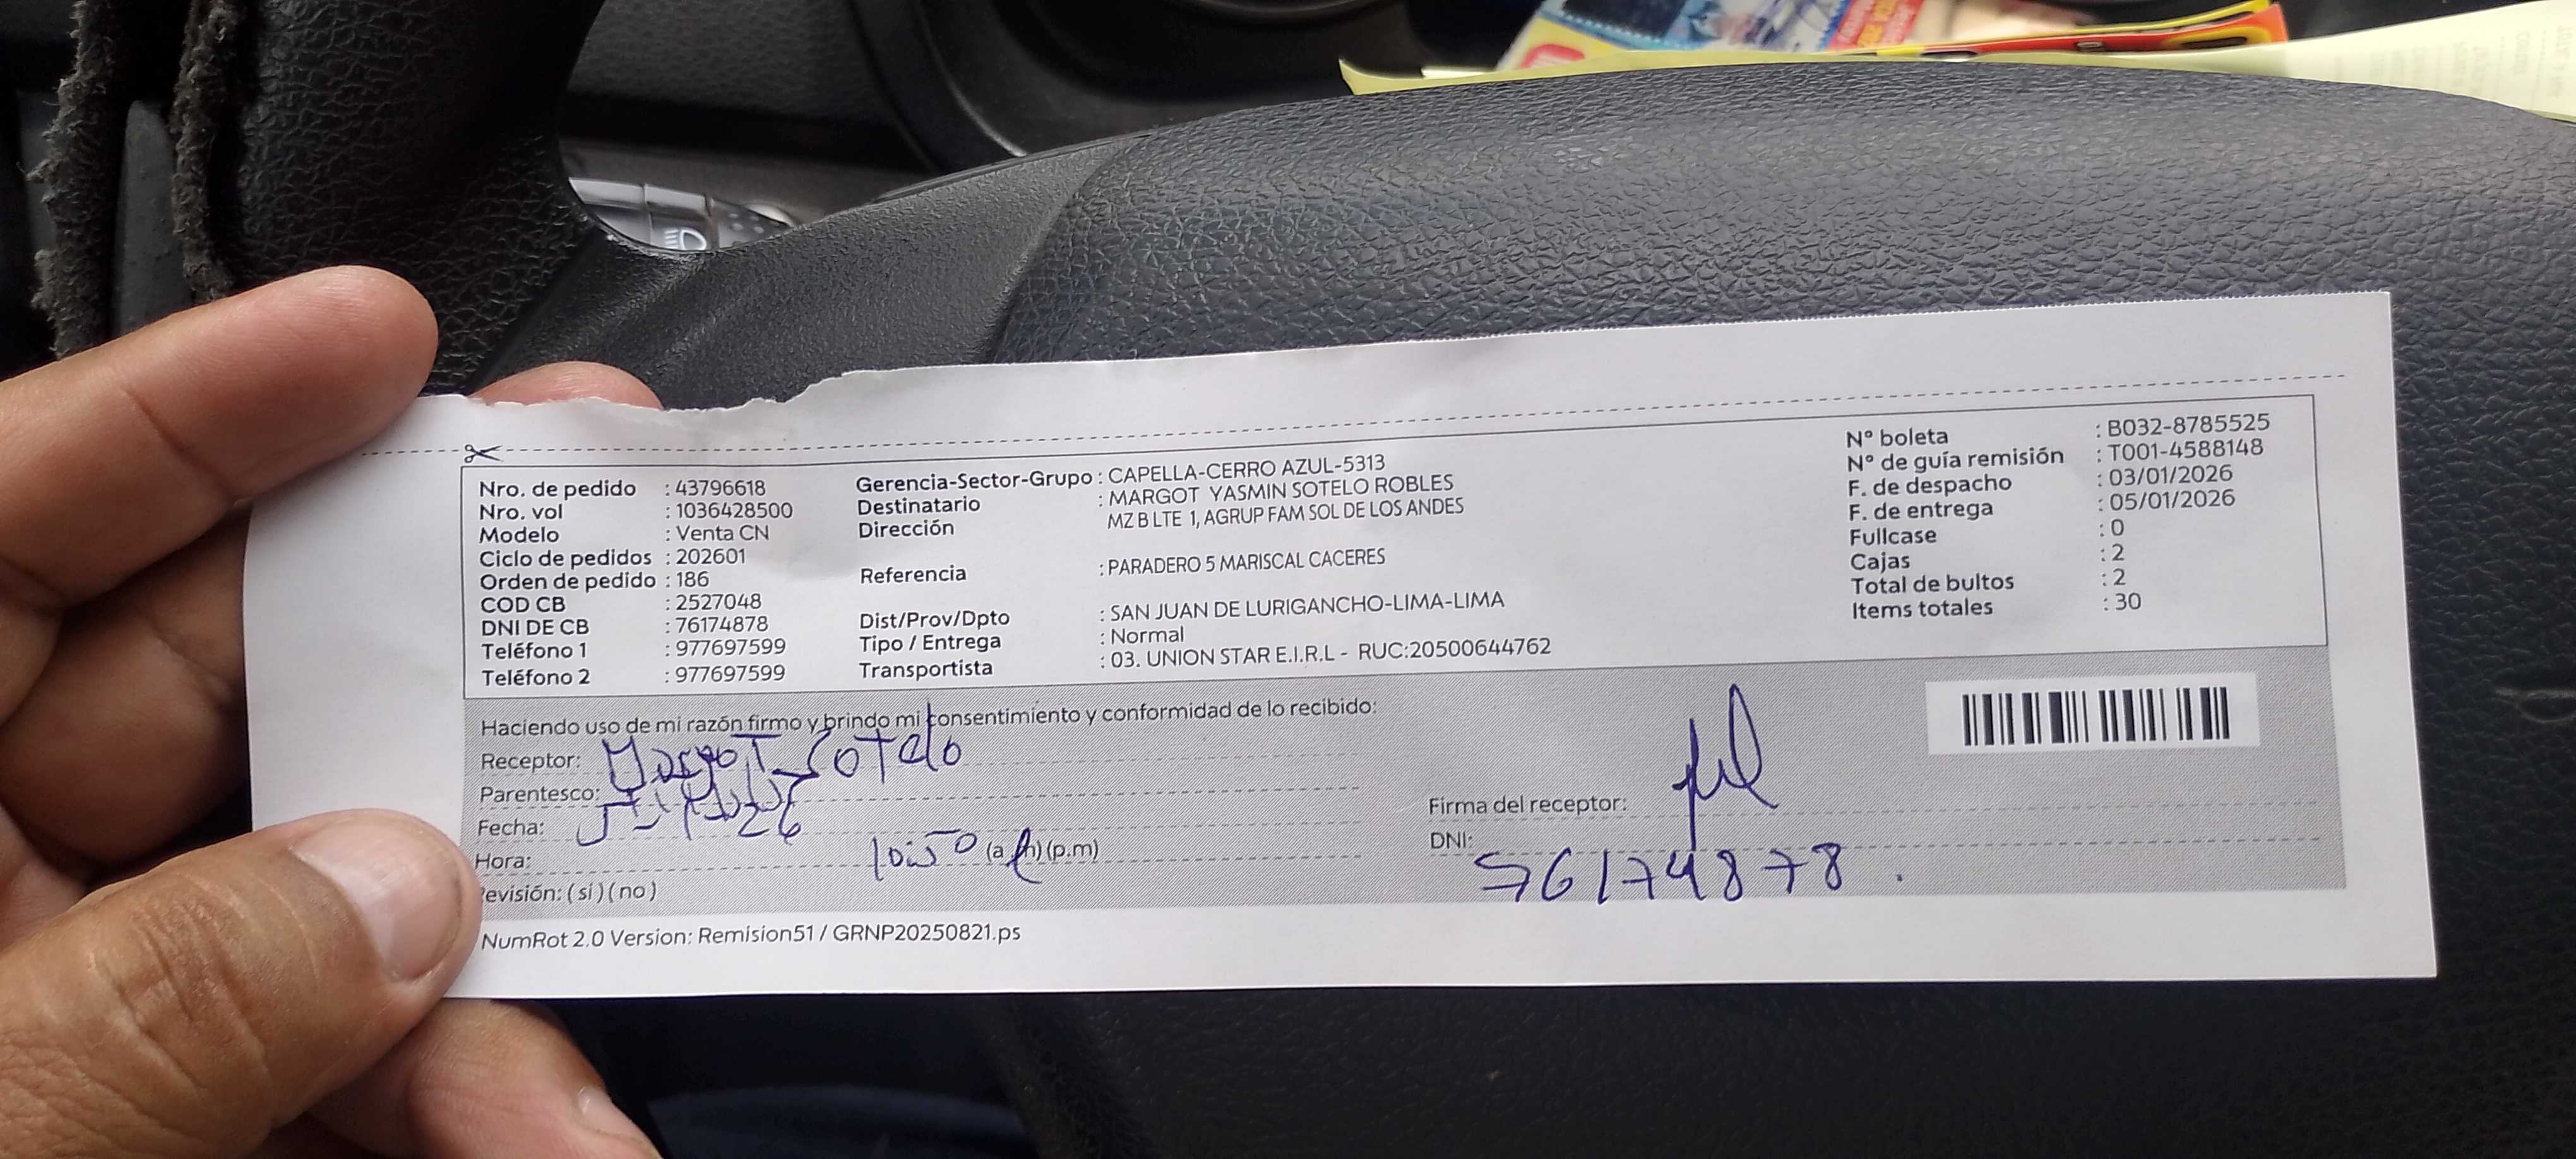 Nro. de pedido : 43796618
Nro. vol : 1036428500
Modelo : Venta CN
Ciclo de pedidos : 202601
Orden de pedido : 186
COD CB : 2527048
DNI DE CB : 76174878
Teléfono 1 : 977697599
Teléfono 2 : 977697599
Gerencia-Sector-Grupo : CAPELLA-CERRO AZUL-5313
Destinatario : MARGOT YASMIN SOTELO ROBLES
Dirección MZ B LTE 1, AGRUP FAM SOL DE LOS ANDES
Referencia : PARADERO 5 MARISCAL CACERES
Dist/Prov/Dpto : SAN JUAN DE LURIGANCHO-LIMA-LIMA
Tipo / Entrega : Normal
Transportista : 03. UNION STAR E.I.R.L - RUC:20500644762
N° boleta : B032-8785525
N° de guía remisión : T001-4588148
F. de despacho : 03/01/2026
F. de entrega : 05/01/2026
Fullcase : 0
Cajas : 2
Total de bultos : 2
Items totales : 30
Haciendo uso de mi razón firmo y brindo mi consentimiento y conformidad de lo recibido:
Receptor: Margot Sotelo
Parentesco:
Fecha:
Hora: (a.m)(p.m)
evisión: (si) (no)
Firma del receptor:
DNI: 76174878.
NumRot 2.0 Version: Remision51 / GRNP20250821.ps